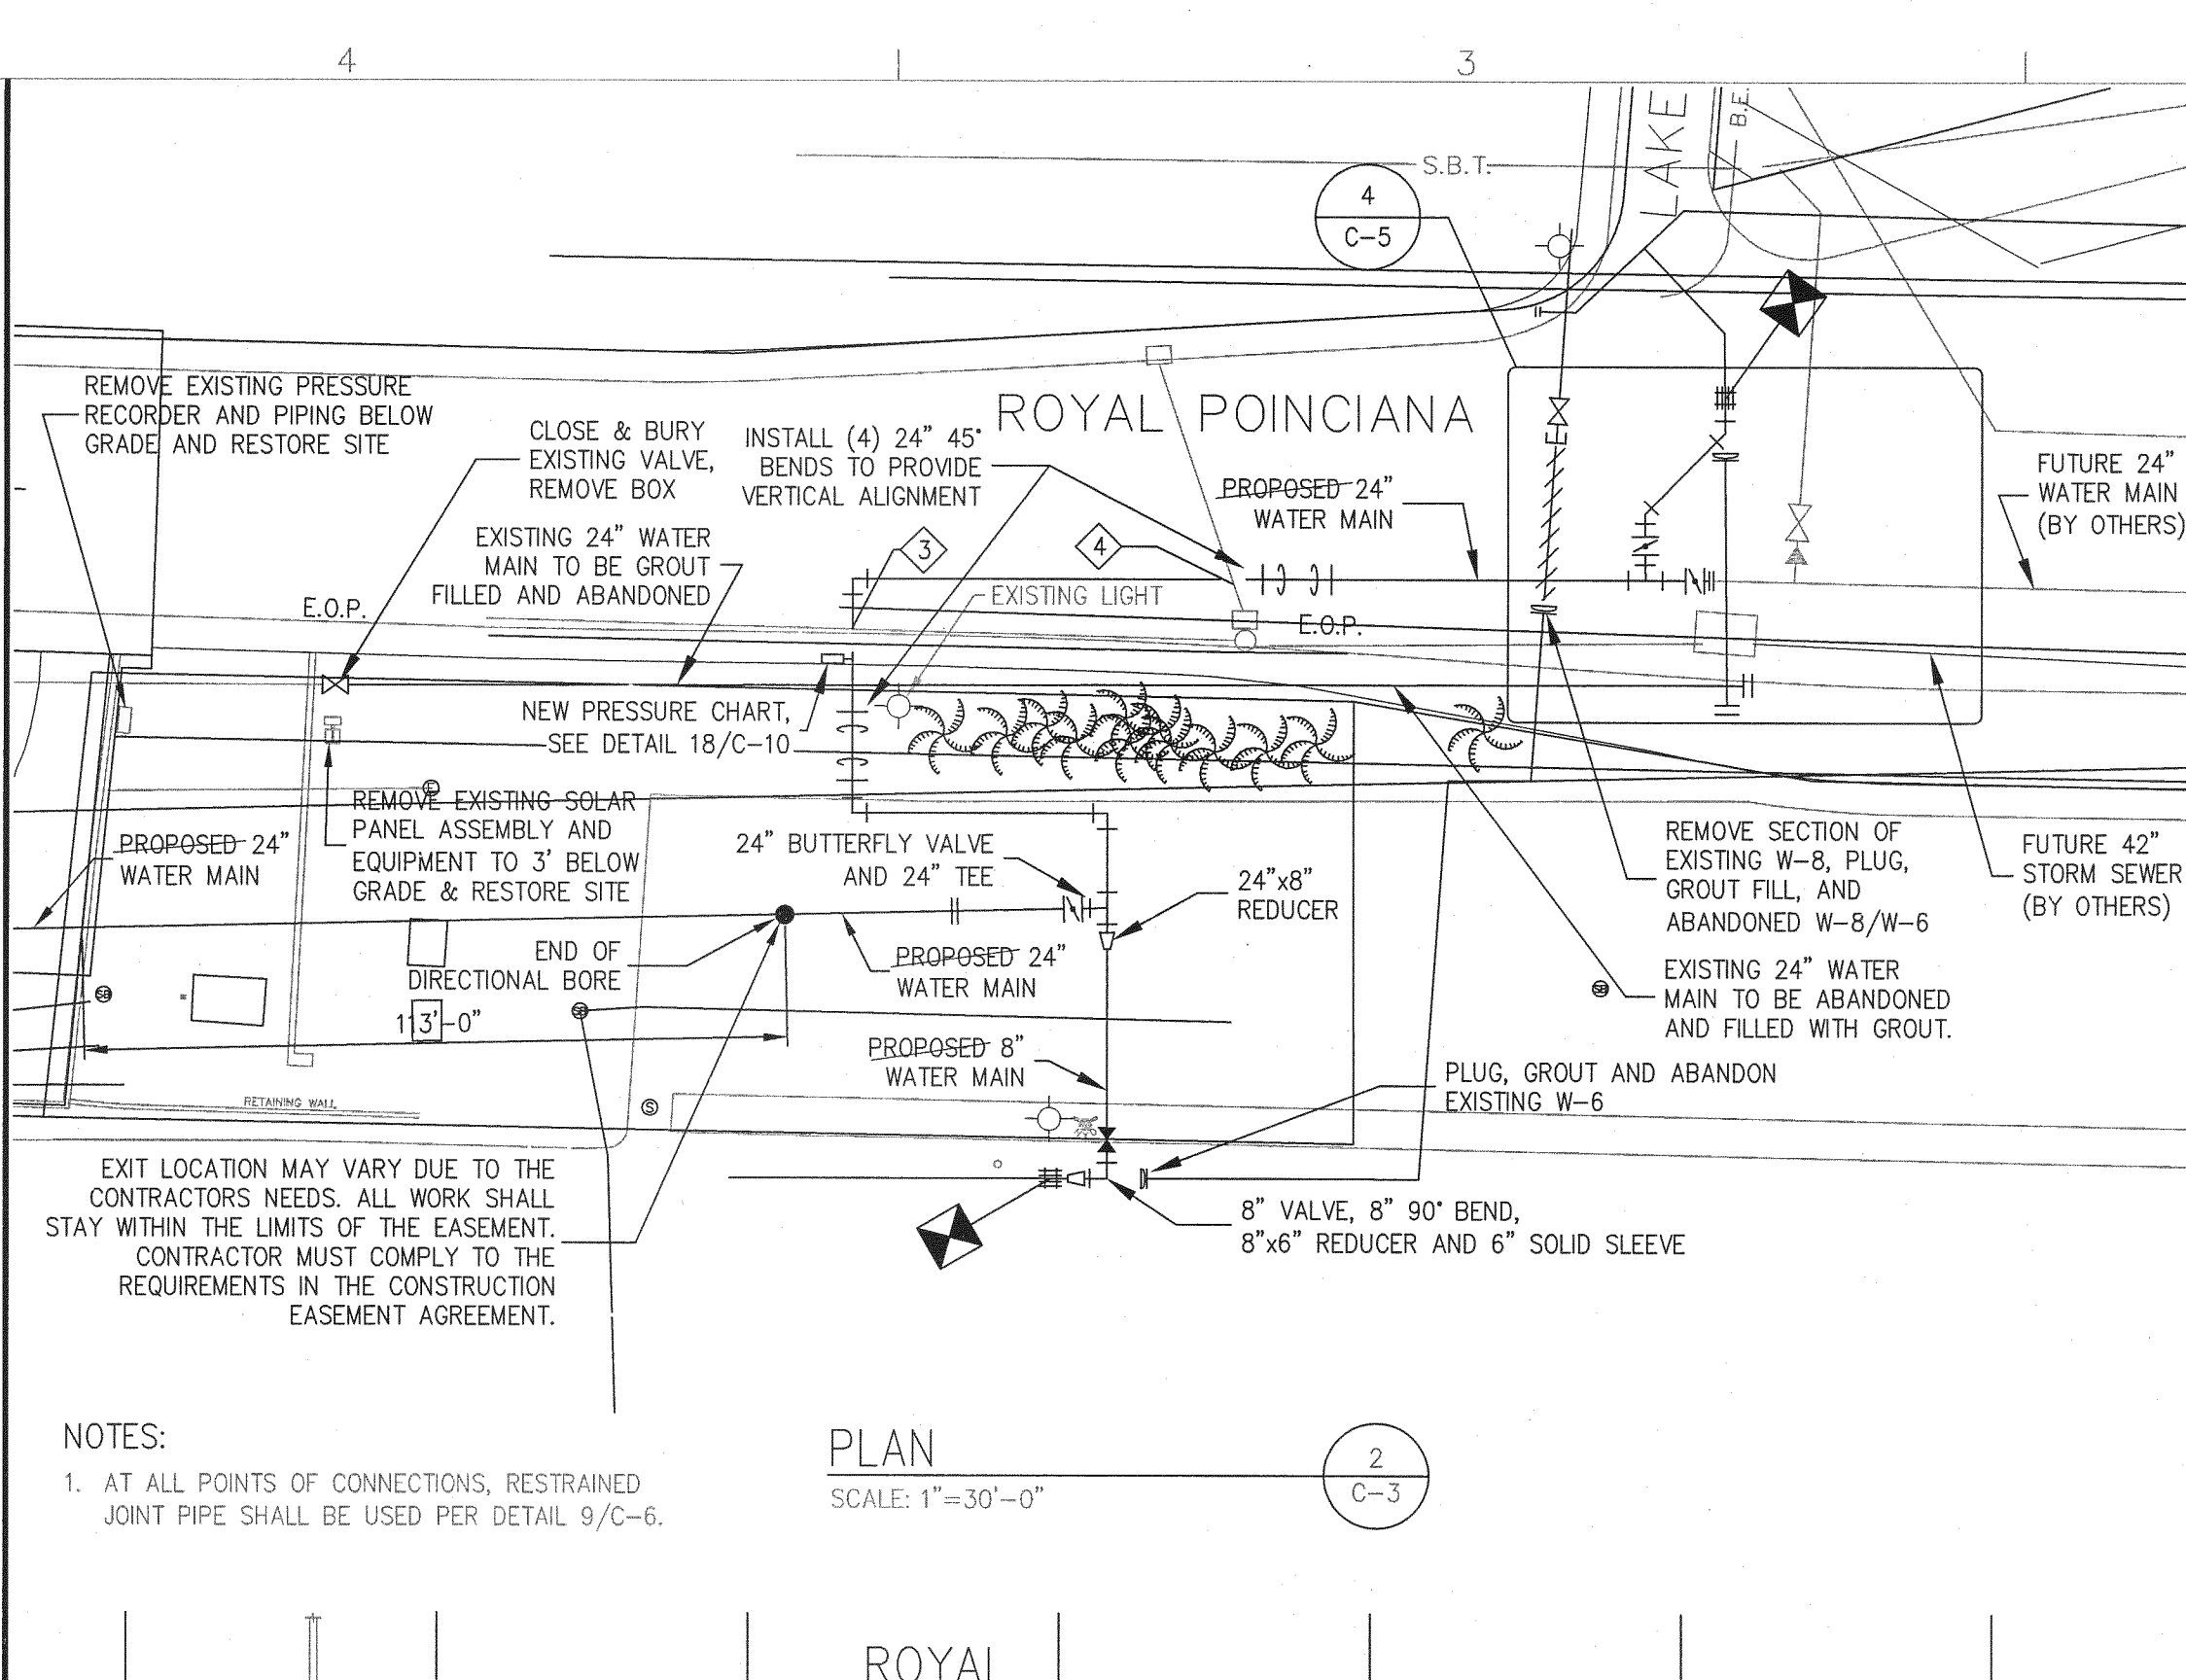 4
3
LAKE
B.E.
S.B.T.
4
C-5
ROYAL POINCIANA
REMOVE EXISTING PRESSURE
RECORDER AND PIPING BELOW
GRADE AND RESTORE SITE
CLOSE & BURY
EXISTING VALVE,
REMOVE BOX
INSTALL (4) 24" 45°
BENDS TO PROVIDE
VERTICAL ALIGNMENT
PROPOSED 24"
WATER MAIN
FUTURE 24"
WATER MAIN
(BY OTHERS)
EXISTING 24" WATER
MAIN TO BE GROUT
FILLED AND ABANDONED
3
4
EXISTING LIGHT
E.O.P.
E.O.P.
NEW PRESSURE CHART,
SEE DETAIL 18/C-10
E
REMOVE EXISTING SOLAR
PANEL ASSEMBLY AND
EQUIPMENT TO 3' BELOW
GRADE & RESTORE SITE
PROPOSED 24"
WATER MAIN
24" BUTTERFLY VALVE
AND 24" TEE
24"x8"
REDUCER
REMOVE SECTION OF
EXISTING W-8, PLUG,
GROUT FILL, AND
ABANDONED W-8/W-6
FUTURE 42"
STORM SEWER
(BY OTHERS)
END OF
DIRECTIONAL BORE
PROPOSED 24"
WATER MAIN
EXISTING 24" WATER
MAIN TO BE ABANDONED
AND FILLED WITH GROUT.
SB
SB
SB
113'-0"
PROPOSED 8"
WATER MAIN
PLUG, GROUT AND ABANDON
EXISTING W-6
RETAINING WALL
S
EXIT LOCATION MAY VARY DUE TO THE
CONTRACTORS NEEDS. ALL WORK SHALL
STAY WITHIN THE LIMITS OF THE EASEMENT.
CONTRACTOR MUST COMPLY TO THE
REQUIREMENTS IN THE CONSTRUCTION
EASEMENT AGREEMENT.
8" VALVE, 8" 90° BEND,
8"x6" REDUCER AND 6" SOLID SLEEVE
NOTES:
1. AT ALL POINTS OF CONNECTIONS, RESTRAINED
JOINT PIPE SHALL BE USED PER DETAIL 9/C-6.
PLAN
SCALE: 1"=30'-0"
2
C-3
ROYAL